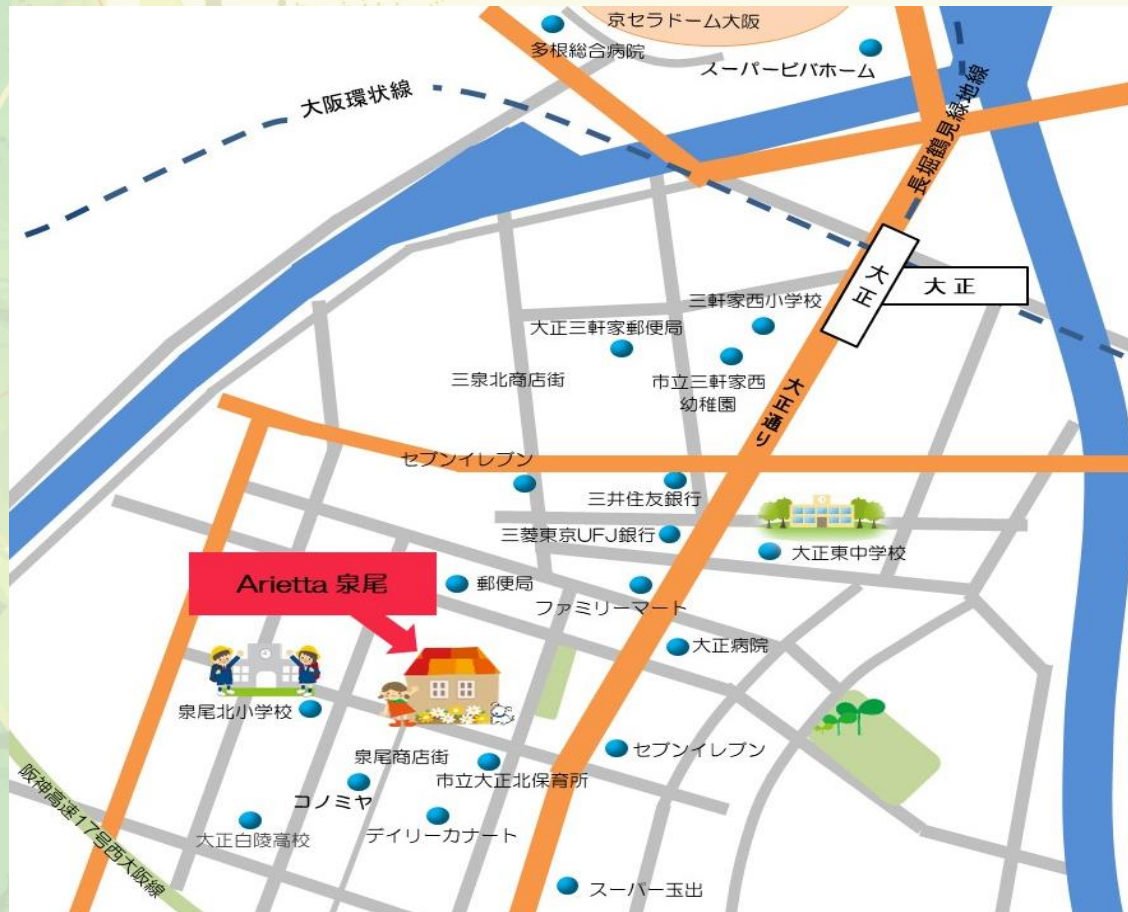 京セラドーム大阪
多根総合病院
スーパービバホーム
大阪環状線
長堀鶴見緑地線
大正
大正
三軒家西小学校
大正三軒家郵便局
三泉北商店街
市立三軒家西
幼稚園
大正通り
セブンイレブン
三井住友銀行
三菱東京UFJ銀行
大正東中学校
Arietta 泉尾
郵便局
ファミリーマート
大正病院
泉尾北小学校
泉尾商店街
セブンイレブン
市立大正北保育所
コノミヤ
阪神高速17号西大阪線
大正白陵高校
デイリーカナート
スーパー玉出